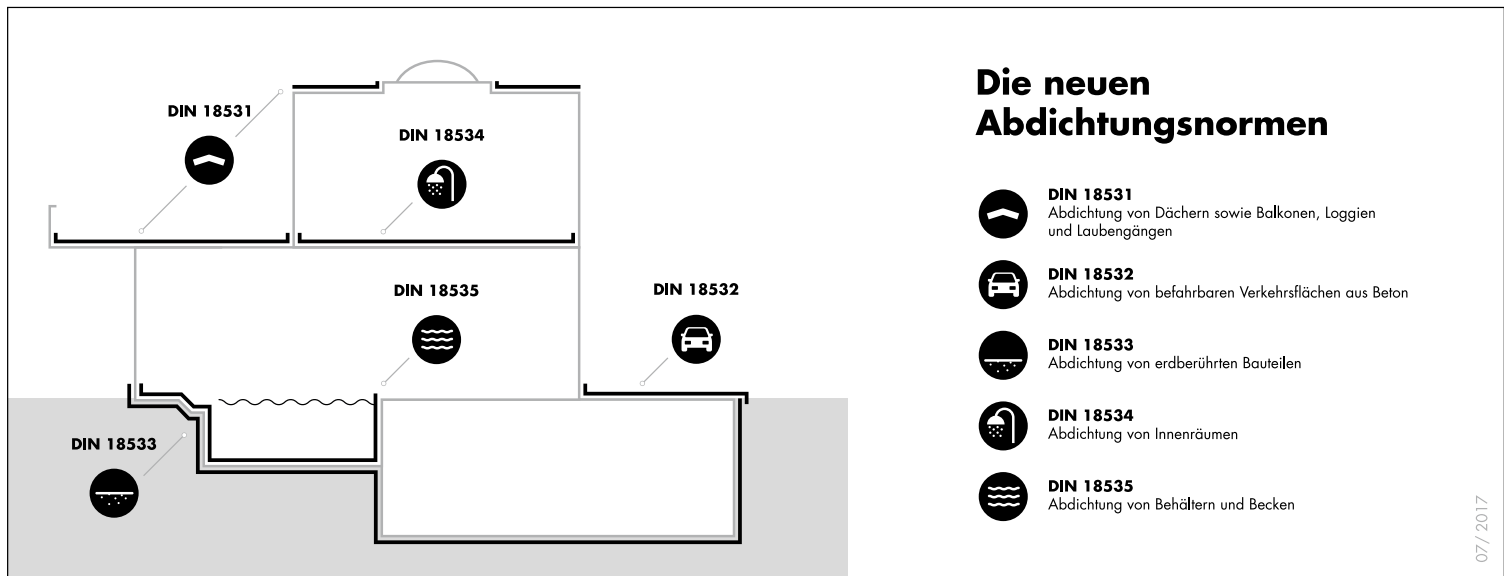 DIN 18531
DIN 18534
DIN 18535
DIN 18532
DIN 18533
Die neuen
Abdichtungsnormen
DIN 18531
Abdichtung von Dächern sowie Balkonen, Loggien
und Laubengängen
DIN 18532
Abdichtung von befahrbaren Verkehrsflächen aus Beton
DIN 18533
Abdichtung von erdberührten Bauteilen
DIN 18534
Abdichtung von Innenräumen
DIN 18535
Abdichtung von Behältern und Becken
07/ 2017